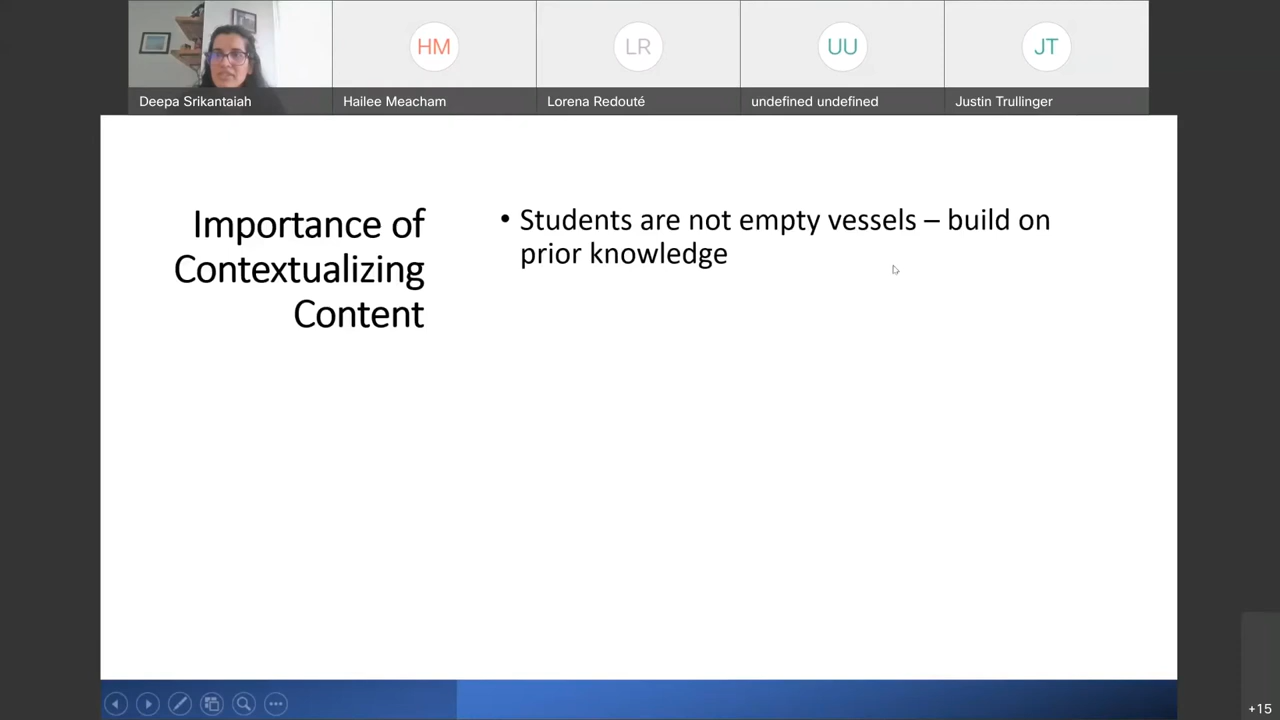 HM
LR
UU
JT
Deepa Srikantaiah
Hailee Meacham
Lorena Redouté
undefined undefined
Justin Trullinger
Importance of
Contextualizing
Content
• Students are not empty vessels – build on
prior knowledge
+15